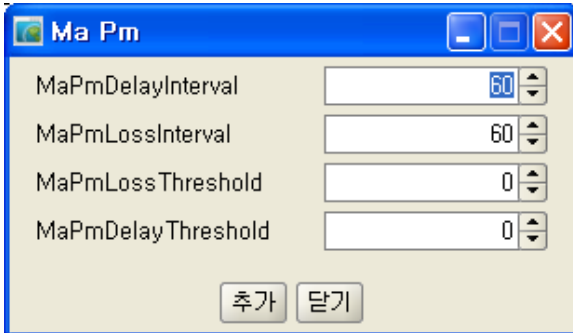 Ma Pm
MaPmDelayInterval 60
MaPmLossInterval 60
MaPmLossThreshold 0
MaPmDelayThreshold 0
추가 닫기